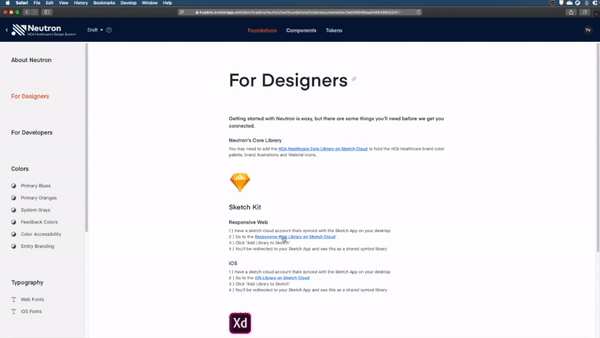 Safari File Edit View History Bookmarks Develop Window Help
Neutron
HCA Healthcare's Design System
Draft
Foundations Components Tokens
TV
About Neutron
For Designers
For Developers
Colors
Primary Blues
Primary Oranges
System Grays
Feedback Colors
Color Accessibility
Entity Branding
Typography
Web Fonts
iOS Fonts
For Designers
Getting started with Neutron is easy, but there are some things you'll need before we get you
connected.
Neutron's Core Library
You may need to add the HCA Healthcare Core Library on Sketch Cloud to hold the HCA Healthcare brand color
palette, brand illustrations and Material icons.
Sketch Kit
Responsive Web
1 ) Have a sketch cloud account thats synced with the Sketch App on your desktop
2 ) Go to the Responsive App Library on Sketch Cloud
3 ) Click "Add Library to Sketch"
4 ) You'll be redirected to your Sketch App and see this as a shared symbol library
iOS
1 ) Have a sketch cloud account thats synced with the Sketch App on your desktop
2 ) Go to the iOS Library on Sketch Cloud
3 ) Click "Add Library to Sketch"
4 ) You'll be redirected to your Sketch App and see this as a shared symbol library
Xd